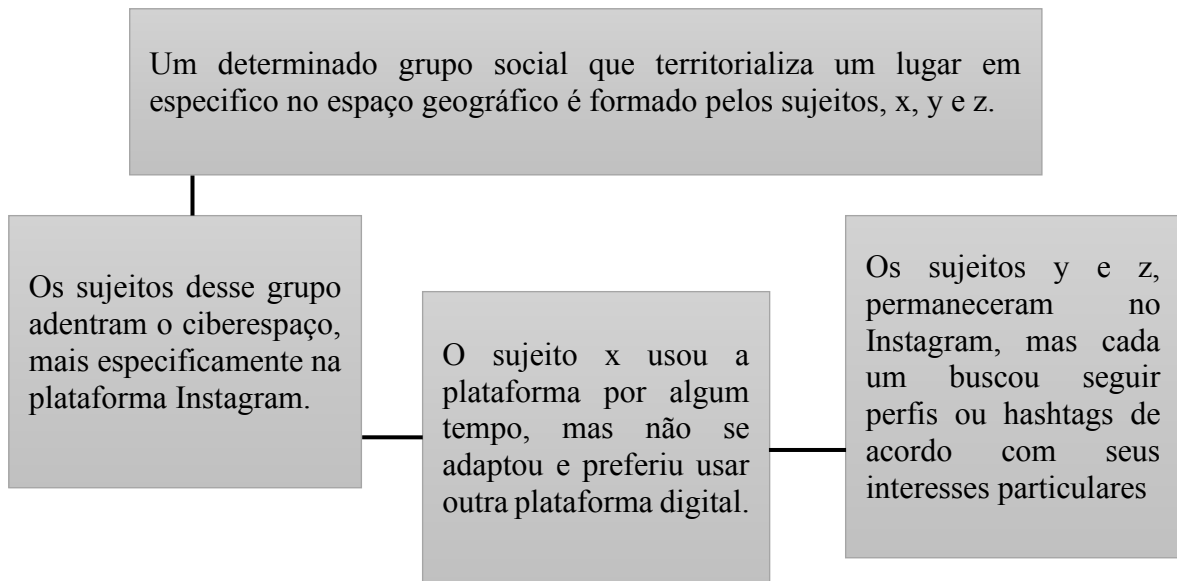 Um determinado grupo social que territorializa um lugar em
especifico no espaço geográfico é formado pelos sujeitos, x, y e z.
Os sujeitos desse grupo
adentram o ciberespaço,
mais especificamente na
plataforma Instagram.
O sujeito x usou a
plataforma por algum
tempo, mas não se
adaptou e preferiu usar
outra plataforma digital.
Os sujeitos y e z,
permaneceram no
Instagram, mas cada
um buscou seguir
perfis ou hashtags de
acordo com seus
interesses particulares